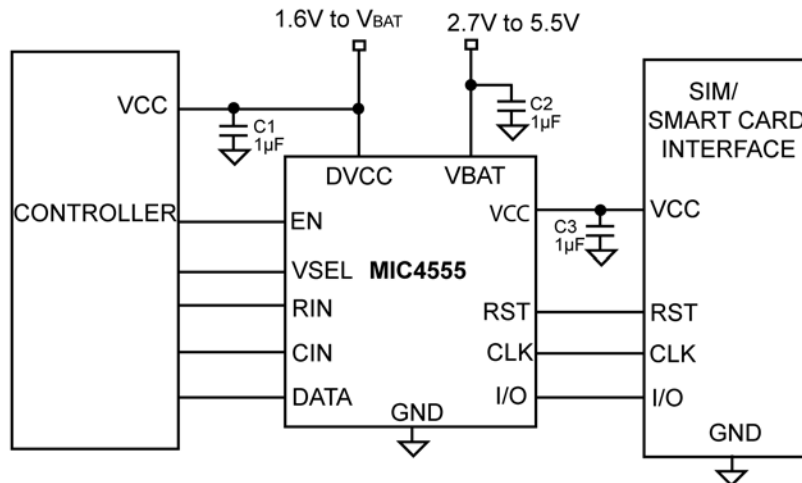 1.6V to VBAT
2.7V to 5.5V
VCC
C1
1µF
C2
1µF
SIM/
SMART CARD
INTERFACE
DVCC
VBAT
CONTROLLER
EN
VCC
C3
1µF
VCC
VSEL
MIC4555
RIN
RST
RST
CIN
CLK
CLK
DATA
I/O
I/O
GND
GND